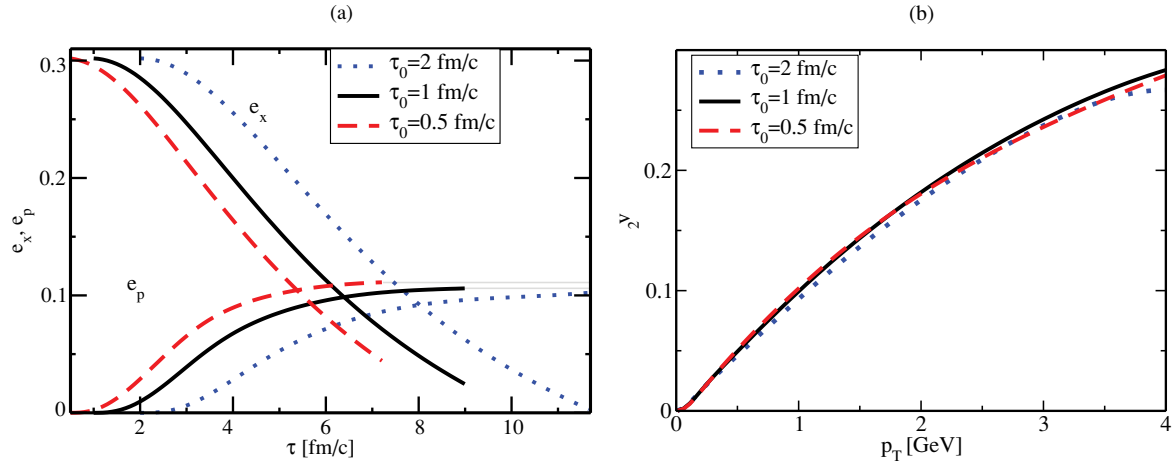 (a)
(b)
0.3
0.2
0.1
0
e_x, e_p
τ_0=2 fm/c
τ_0=1 fm/c
τ_0=0.5 fm/c
e_x
e_p
2 4 6 8 10
τ [fm/c]
0.2
0.1
0
v_2
τ_0=2 fm/c
τ_0=1 fm/c
τ_0=0.5 fm/c
0 1 2 3 4
p_T [GeV]